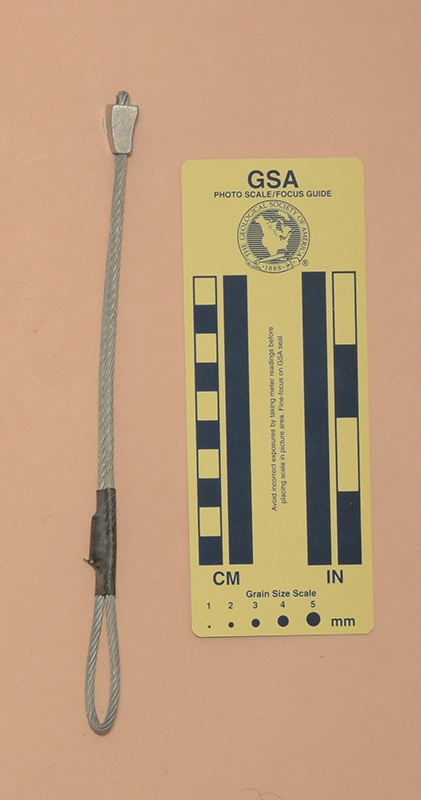 GSA
PHOTO SCALE/FOCUS GUIDE
THE GEOLOGICAL SOCIETY OF AMERICA
• 1888 •
®
Avoid incorrect exposures by taking meter readings before
placing scale in picture area. Fine-focus on GSA seal.
CM IN
Grain Size Scale
1 2 3 4 5
mm